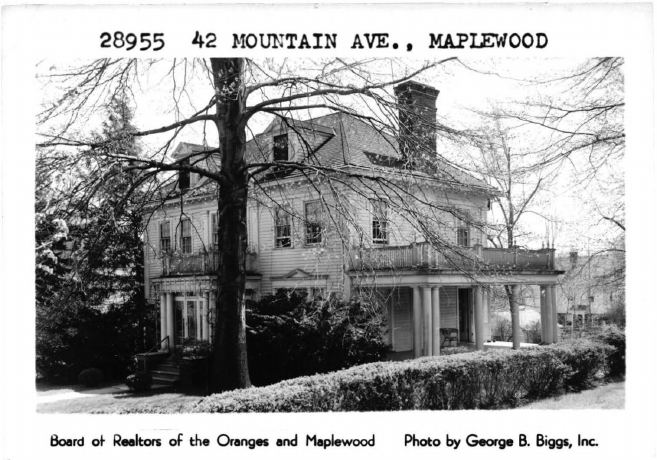 28955 42 MOUNTAIN AVE., MAPLEWOOD
Board of Realtors of the Oranges and Maplewood Photo by George B. Biggs, Inc.